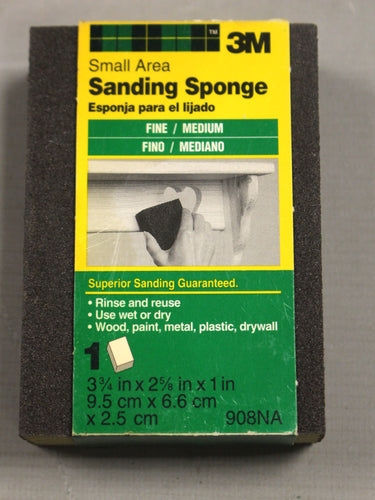 ™
3M
Small Area
Sanding Sponge
Esponja para el lijado
FINE / MEDIUM
FINO / MEDIANO
Superior Sanding Guaranteed.
• Rinse and reuse
• Use wet or dry
• Wood, paint, metal, plastic, drywall
1
3¾ in x 2⅝ in x 1 in
9.5 cm x 6.6 cm
x 2.5 cm 908NA